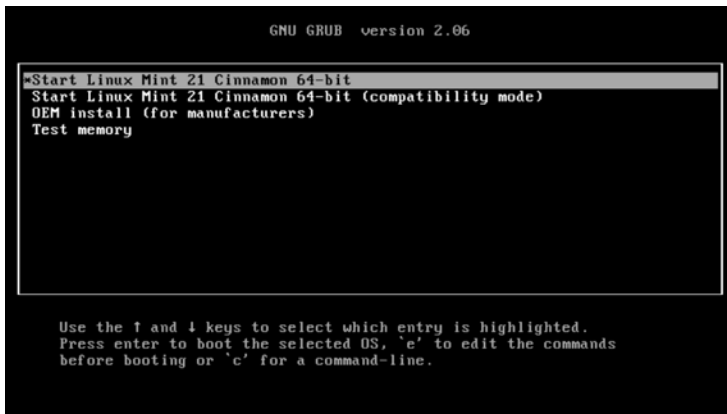 GNU GRUB version 2.06
*Start Linux Mint 21 Cinnamon 64-bit
Start Linux Mint 21 Cinnamon 64-bit (compatibility mode)
OEM install (for manufacturers)
Test memory
Use the ↑ and ↓ keys to select which entry is highlighted.
Press enter to boot the selected OS, `e' to edit the commands
before booting or `c' for a command-line.